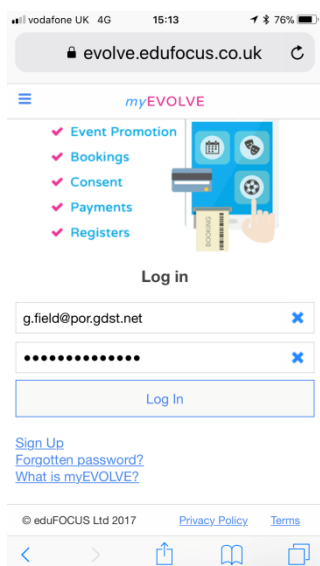 vodafone UK 4G 15:13 76%
evolve.edufocus.co.uk
myEVOLVE
Event Promotion
Bookings
Consent
Payments
Registers
BOOKING
Log in
g.field@por.gdst.net
••••••••••••••
Log In
Sign Up
Forgotten password?
What is myEVOLVE?
© eduFOCUS Ltd 2017 Privacy Policy Terms